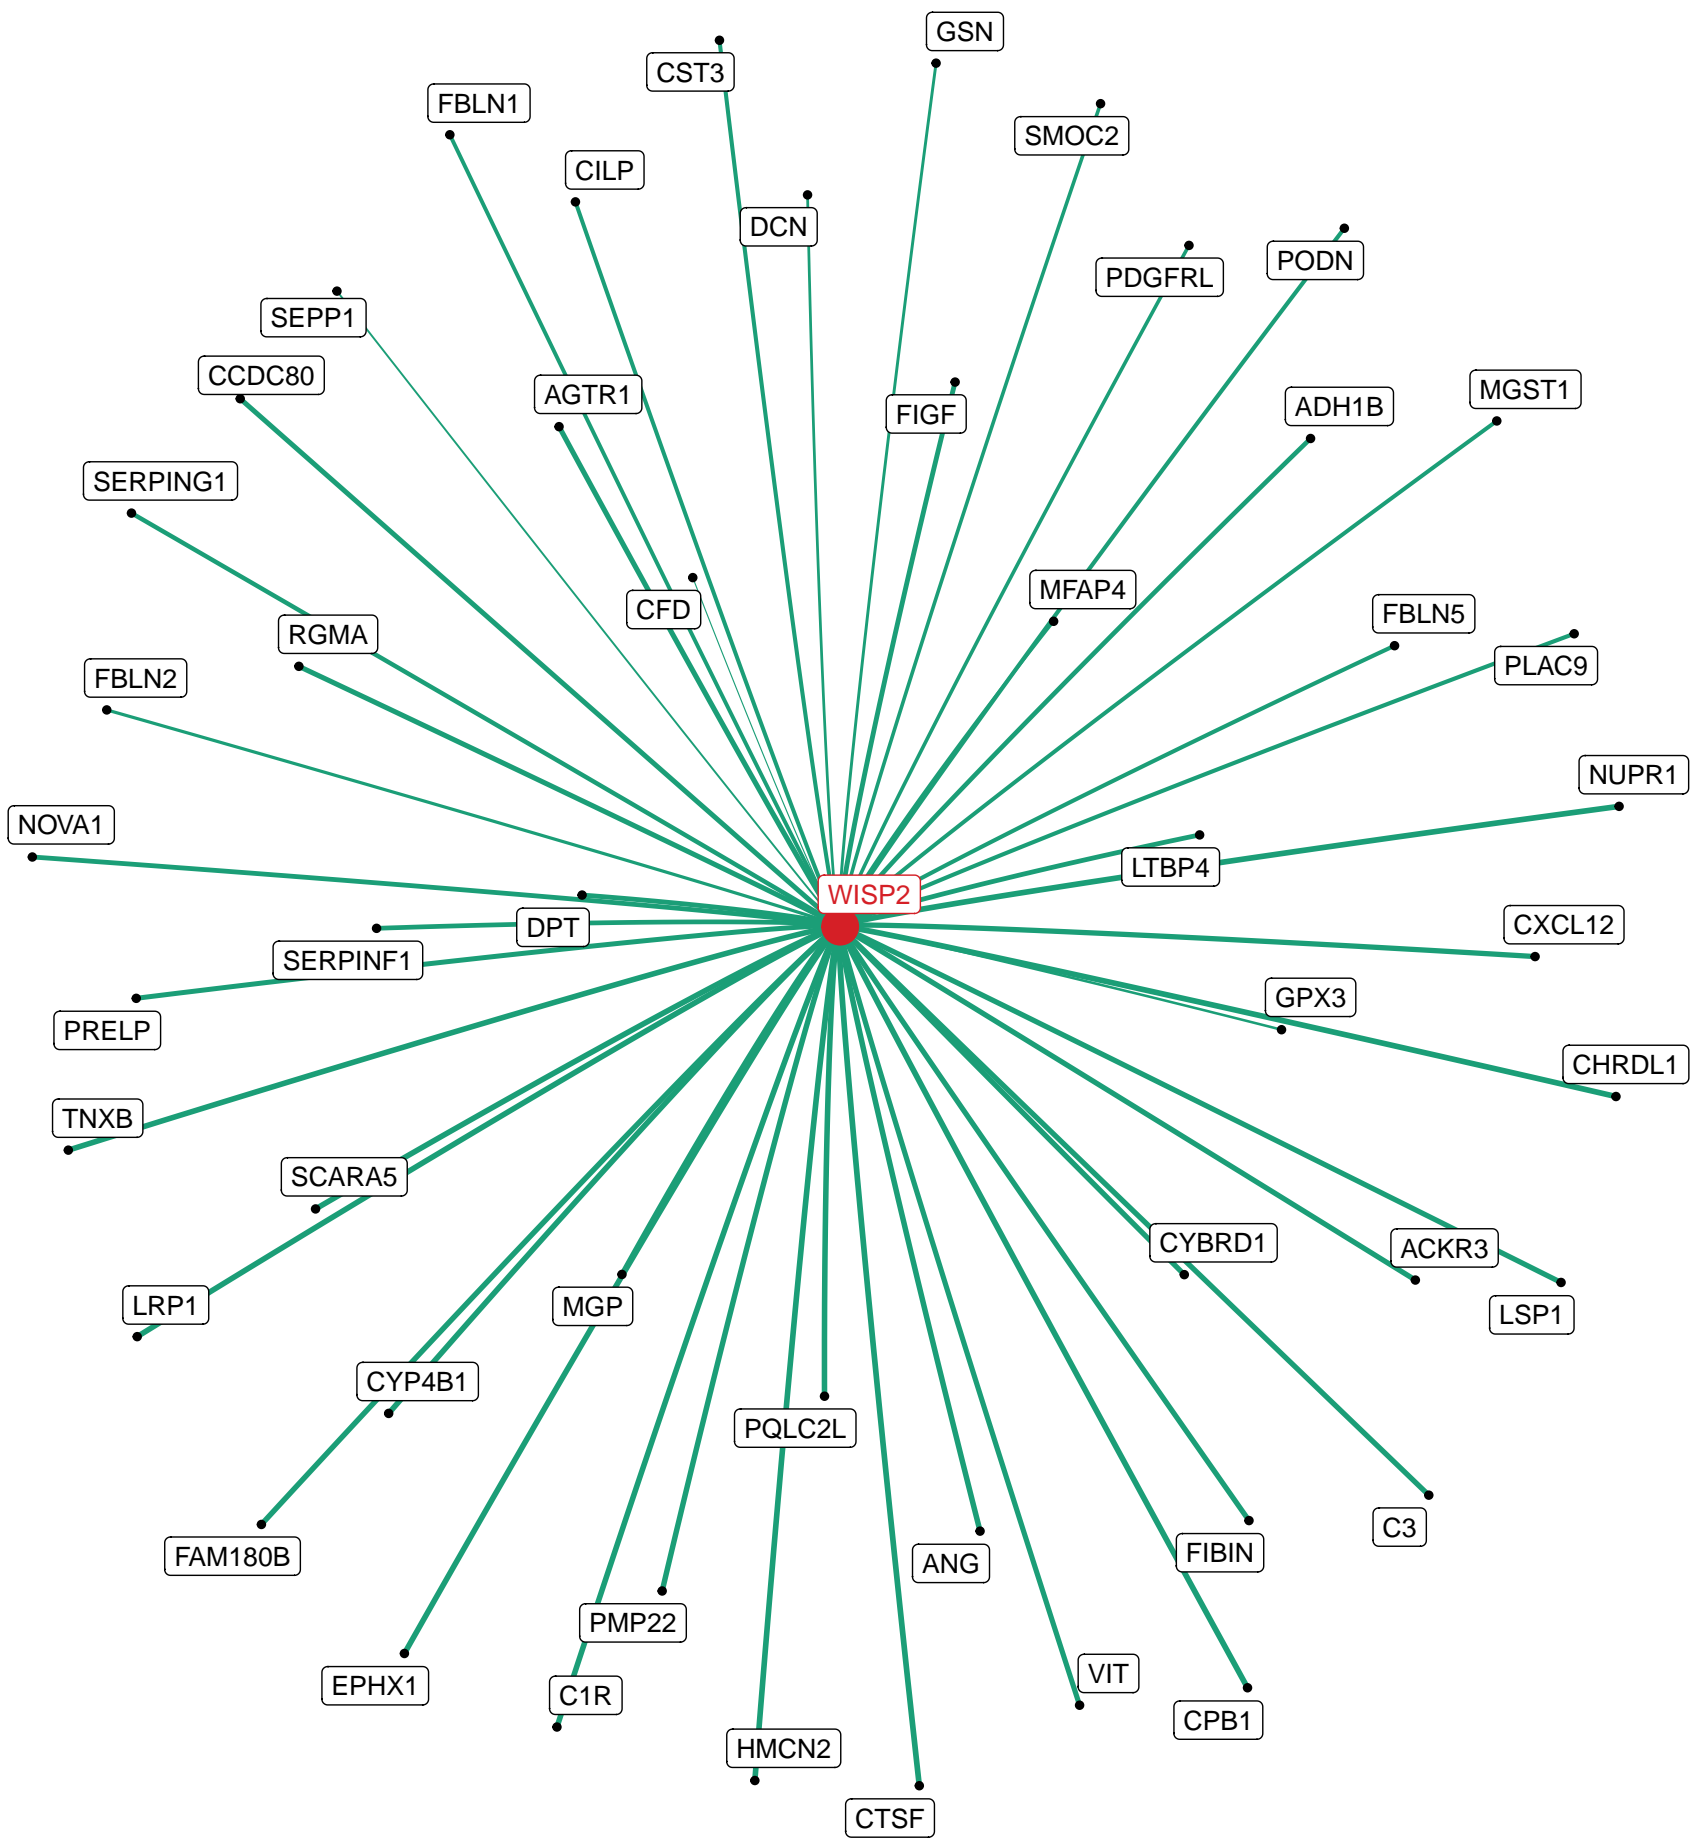 GSN
CST3
FBLN1
SMOC2
CILP
DCN
PODN
PDGFRL
SEPP1
CCDC80
MGST1
AGTR1
ADH1B
FIGF
SERPING1
MFAP4
CFD
FBLN5
RGMA
PLAC9
FBLN2
NUPR1
NOVA1
LTBP4
WISP2
CXCL12
DPT
SERPINF1
GPX3
PRELP
CHRDL1
TNXB
SCARA5
CYBRD1
ACKR3
LRP1
MGP
LSP1
CYP4B1
PQLC2L
C3
FIBIN
FAM180B
ANG
PMP22
VIT
EPHX1
C1R
CPB1
HMCN2
CTSF